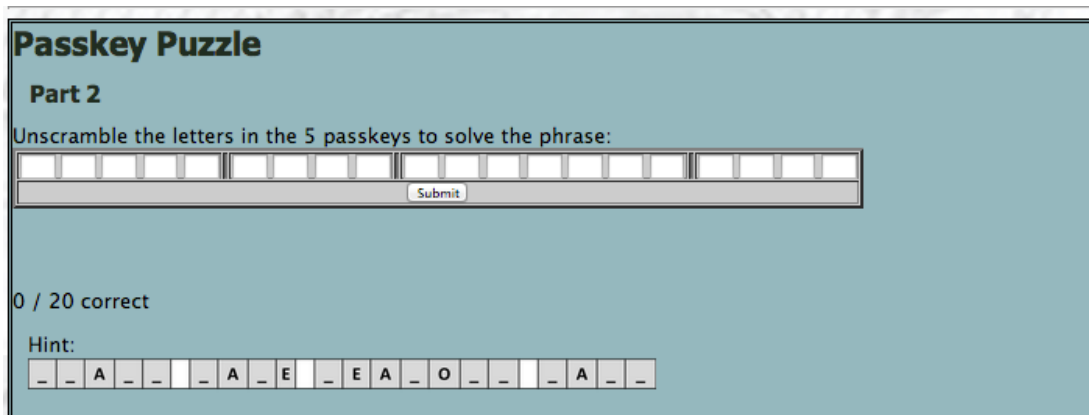 Passkey Puzzle
Part 2
Unscramble the letters in the 5 passkeys to solve the phrase:
Submit
0 / 20 correct
Hint:
_ _ A _ _   _ A _ E   _ E A _ O _ _   _ A _ _